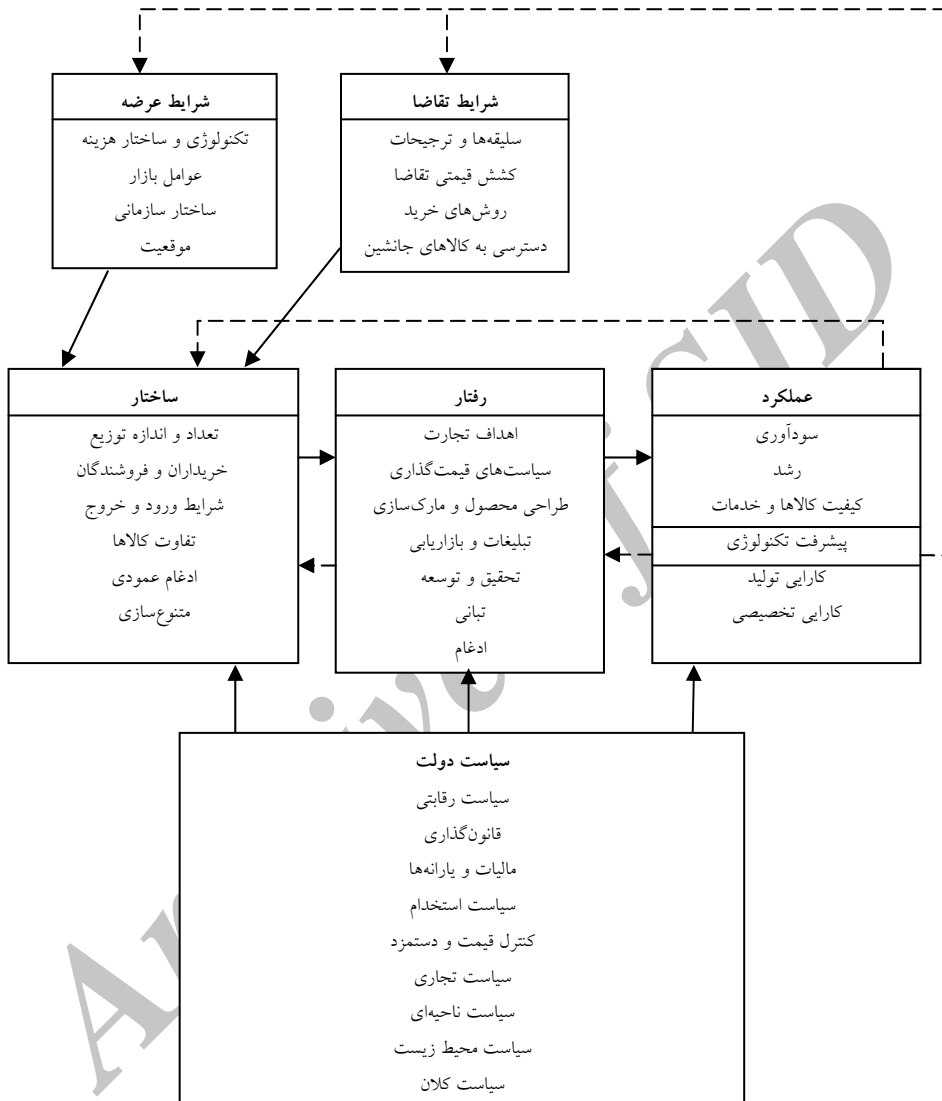 شرایط عرضه
تکنولوژی و ساختار هزینه
عوامل بازار
ساختار سازمانی
موقعیت
شرایط تقاضا
سلیقه‌ها و ترجیحات
کشش قیمتی تقاضا
روش‌های خرید
دسترسی به کالاهای جانشین
ساختار
تعداد و اندازه توزیع
خریداران و فروشندگان
شرایط ورود و خروج
تفاوت کالاها
ادغام عمودی
متنوع‌سازی
رفتار
اهداف تجارت
سیاست‌های قیمت‌گذاری
طراحی محصول و مارک‌سازی
تبلیغات و بازاریابی
تحقیق و توسعه
تبانی
ادغام
عملکرد
سودآوری
رشد
کیفیت کالاها و خدمات
پیشرفت تکنولوژی
کارایی تولید
کارایی تخصیصی
سیاست دولت
سیاست رقابتی
قانون‌گذاری
مالیات و یارانه‌ها
سیاست استخدام
کنترل قیمت و دستمزد
سیاست تجاری
سیاست ناحیه‌ای
سیاست محیط زیست
سیاست کلان